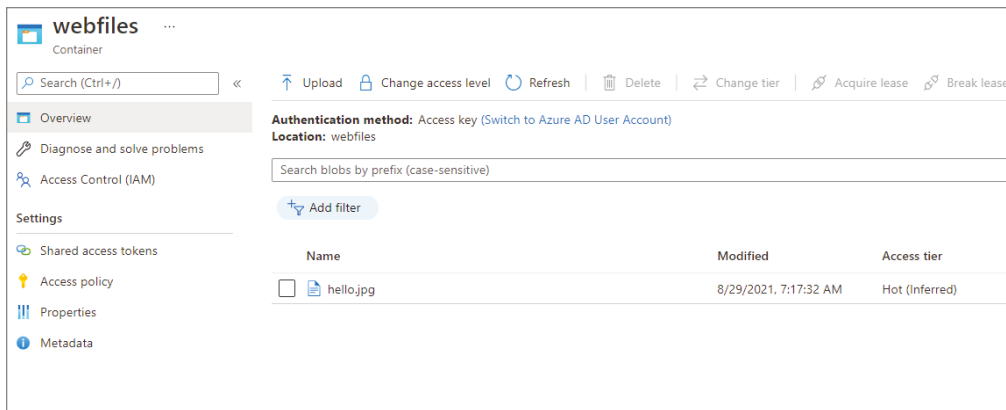 webfiles ...
Container
Search (Ctrl+/) «
Upload Change access level Refresh Delete Change tier Acquire lease Break lease
Overview
Authentication method: Access key (Switch to Azure AD User Account)
Diagnose and solve problems
Location: webfiles
Access Control (IAM)
Search blobs by prefix (case-sensitive)
Add filter
Settings
Shared access tokens
Name Modified Access tier
Access policy
hello.jpg 8/29/2021, 7:17:32 AM Hot (Inferred)
Properties
Metadata